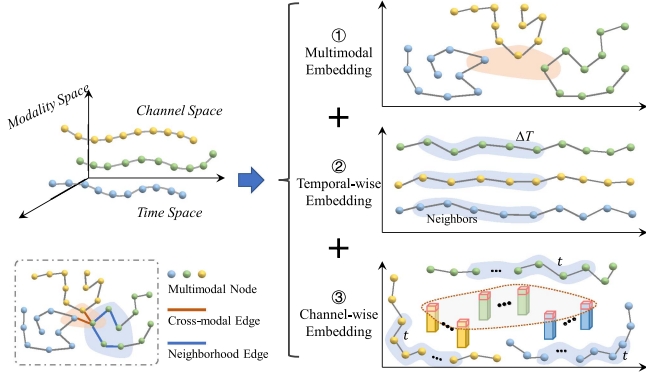 Modality Space
Channel Space
Time Space
Multimodal Node
Cross-modal Edge
Neighborhood Edge
①
Multimodal
Embedding
+
②
Temporal-wise
Embedding
ΔT
Neighbors
+
③
Channel-wise
Embedding
t
t
t